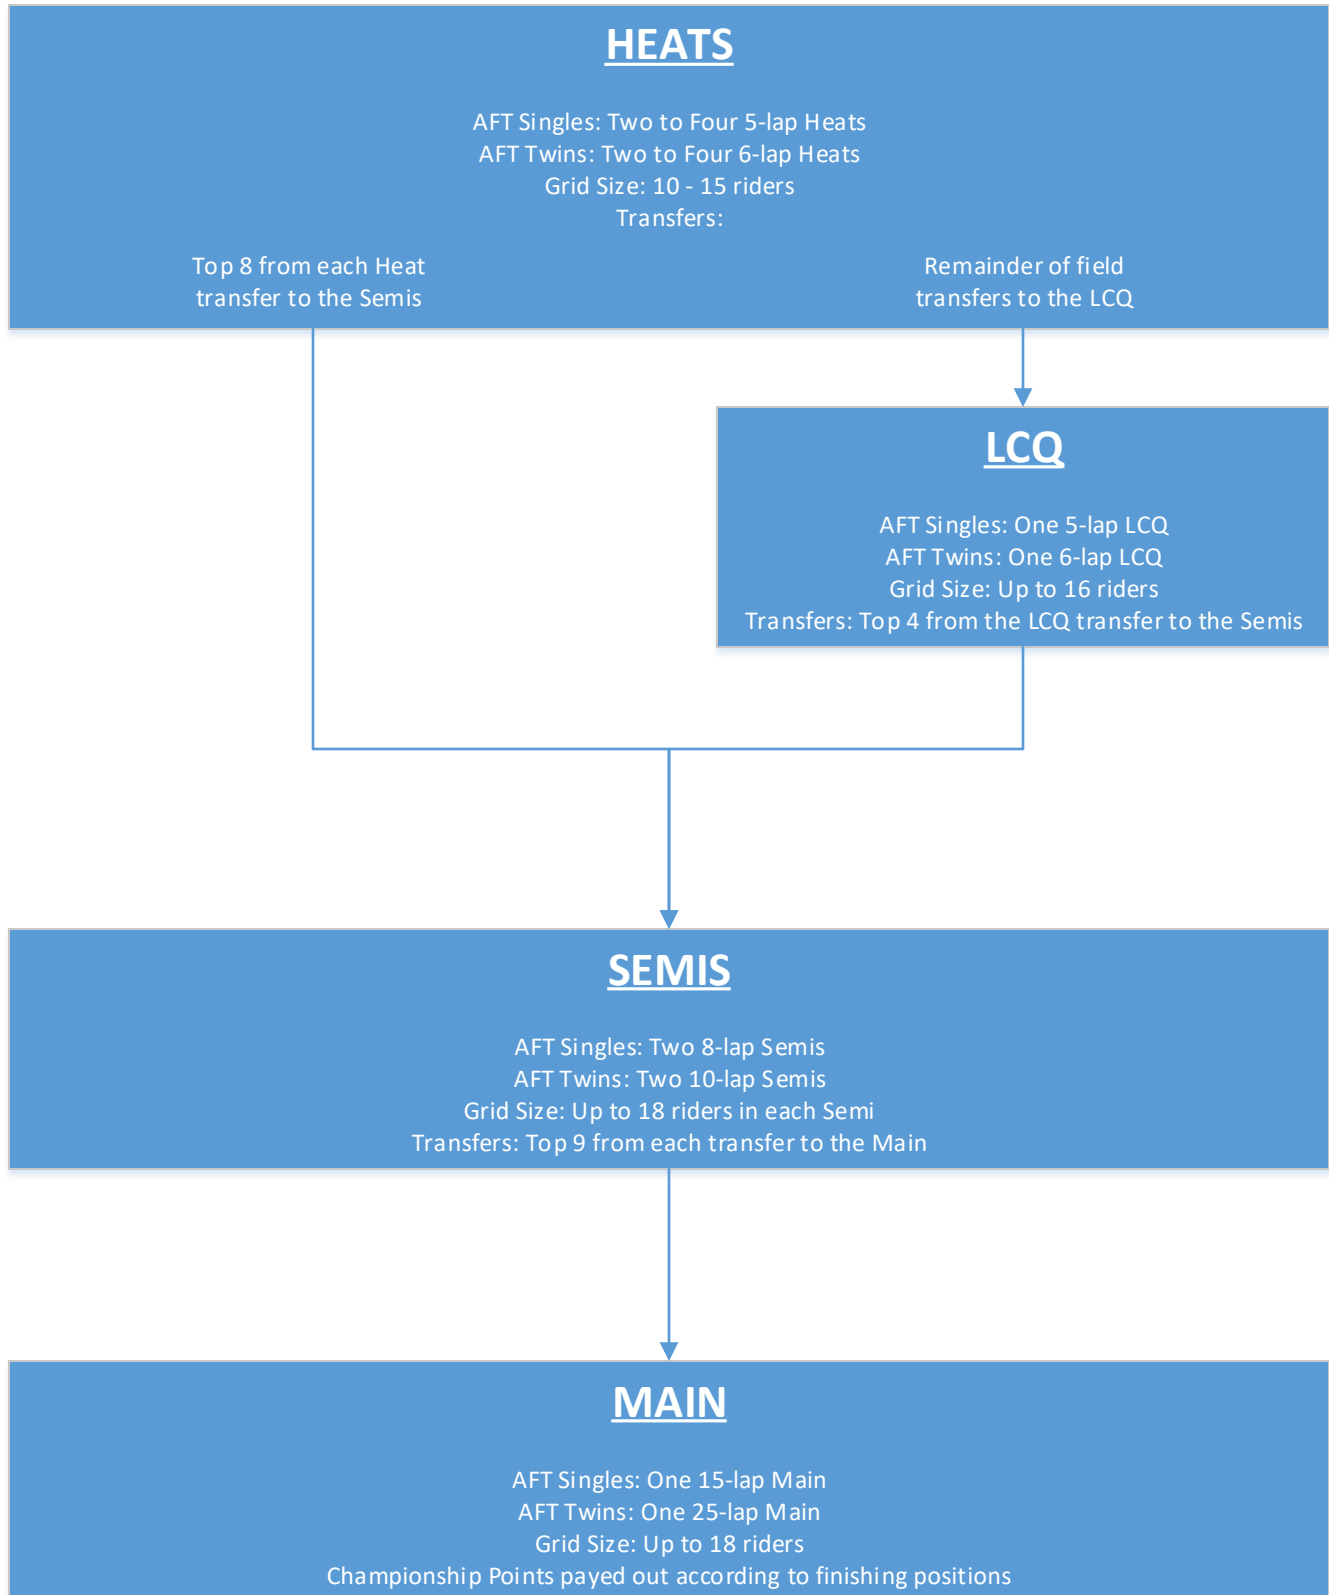 HEATS
AFT Singles: Two to Four 5-lap Heats
AFT Twins: Two to Four 6-lap Heats
Grid Size: 10 - 15 riders
Transfers:
Top 8 from each Heat
transfer to the Semis
Remainder of field
transfers to the LCQ
LCQ
AFT Singles: One 5-lap LCQ
AFT Twins: One 6-lap LCQ
Grid Size: Up to 16 riders
Transfers: Top 4 from the LCQ transfer to the Semis
SEMIS
AFT Singles: Two 8-lap Semis
AFT Twins: Two 10-lap Semis
Grid Size: Up to 18 riders in each Semi
Transfers: Top 9 from each transfer to the Main
MAIN
AFT Singles: One 15-lap Main
AFT Twins: One 25-lap Main
Grid Size: Up to 18 riders
Championship Points payed out according to finishing positions